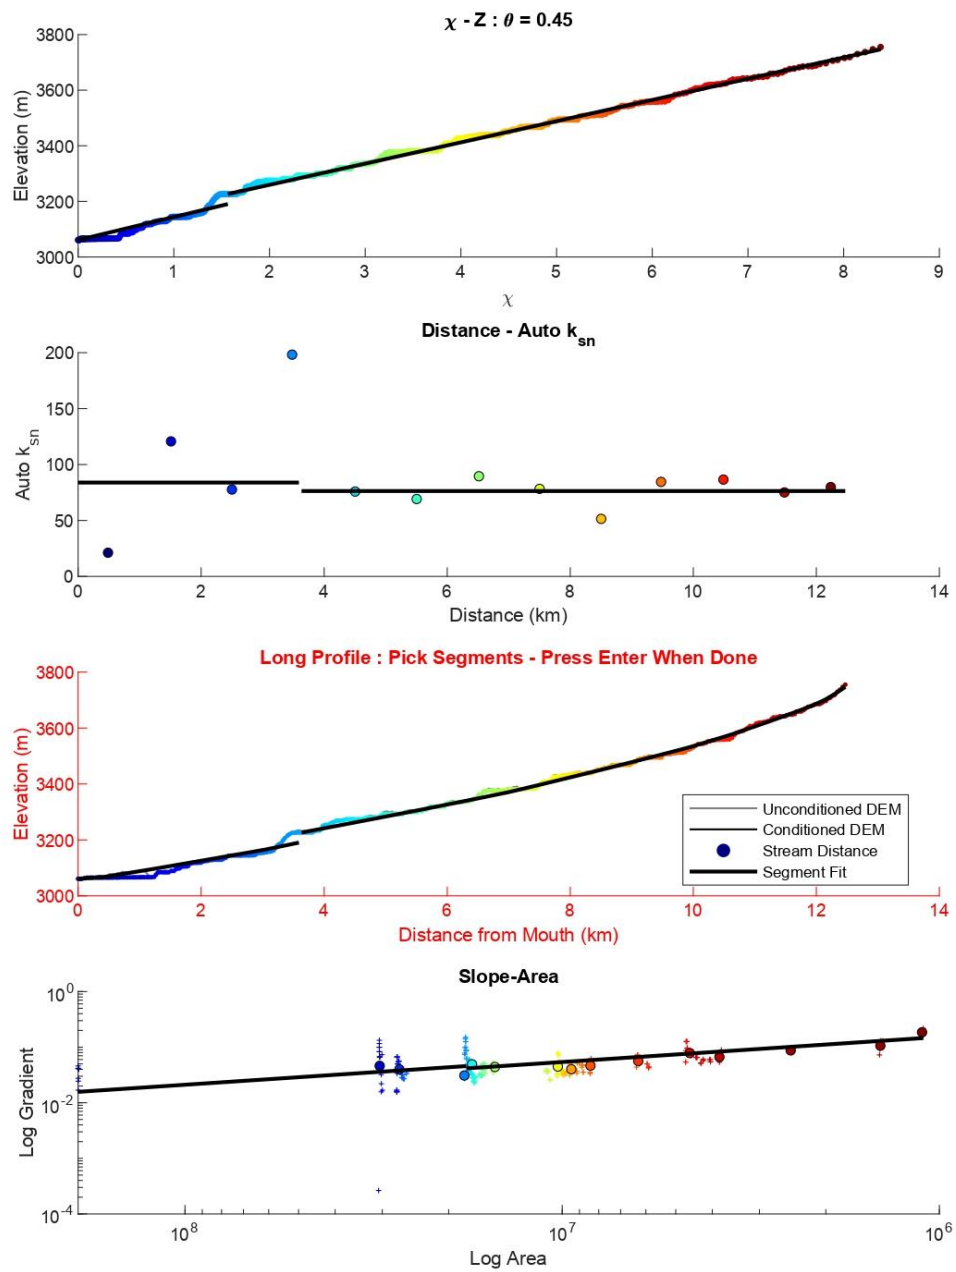 χ - Z : θ = 0.45
3800
3600
3400
3200
3000
Elevation (m)
0 1 2 3 4 5 6 7 8 9
χ
Distance - Auto k_sn
200
150
100
50
0
Auto k_sn
0 2 4 6 8 10 12 14
Distance (km)
Long Profile : Pick Segments - Press Enter When Done
3800
3600
3400
3200
3000
Elevation (m)
Unconditioned DEM
Conditioned DEM
Stream Distance
Segment Fit
0 2 4 6 8 10 12 14
Distance from Mouth (km)
Slope-Area
10^0
10^-2
10^-4
Log Gradient
10^8 10^7 10^6
Log Area